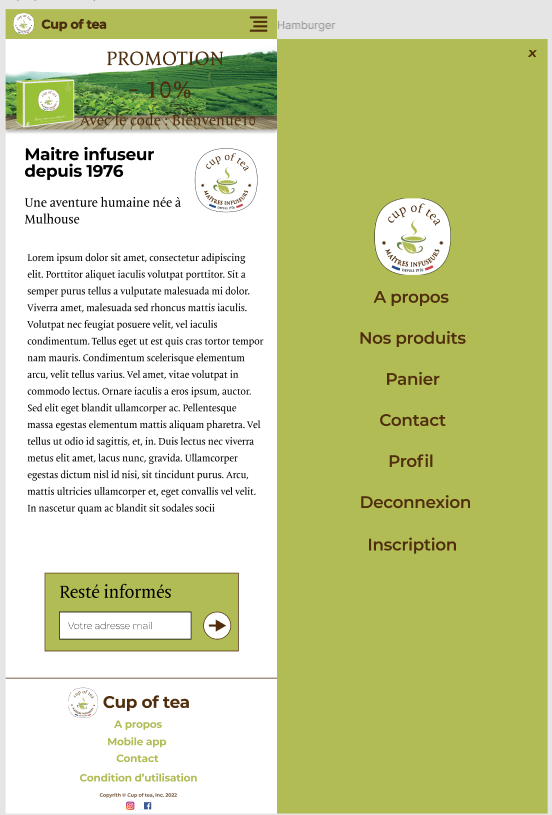 Hamburger
Cup of tea
PROMOTION
- 10%
Avec le code : Bienvenue10
Maitre infuseur
depuis 1976
cup of tea
MAÎTRES INFUSEURS
DEPUIS 1976
Une aventure humaine née à
Mulhouse
Lorem ipsum dolor sit amet, consectetur adipiscing
elit. Porttitor aliquet iaculis volutpat porttitor. Sit a
semper purus tellus a vulputate malesuada mi dolor.
Viverra amet, malesuada sed rhoncus mattis iaculis.
Volutpat nec feugiat posuere velit, vel iaculis
condimentum. Tellus eget ut est quis cras tortor tempor
nam mauris. Condimentum scelerisque elementum
arcu, velit tellus varius. Vel amet, vitae volutpat in
commodo lectus. Ornare iaculis a eros ipsum, auctor.
Sed elit eget blandit ullamcorper ac. Pellentesque
massa egestas elementum mattis aliquam pharetra. Vel
tellus ut odio id sagittis, et, in. Duis lectus nec viverra
metus elit amet, lacus nunc, gravida. Ullamcorper
egestas dictum nisl id nisi, sit tincidunt purus. Arcu,
mattis ultricies ullamcorper et, eget convallis vel velit.
In nascetur quam ac blandit sit sodales socii
Resté informés
Votre adresse mail
cup of tea
Cup of tea
A propos
Mobile app
Contact
Condition d'utilisation
Copyrith © Cup of tea, Inc. 2022
x
cup of tea
MAÎTRES INFUSEURS
DEPUIS 1976
A propos
Nos produits
Panier
Contact
Profil
Deconnexion
Inscription